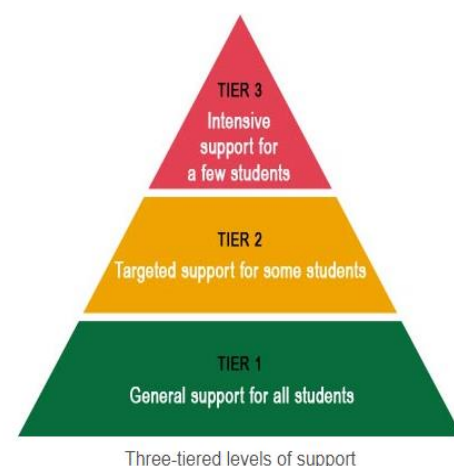 TIER 3
Intensive
support for
a few students
TIER 2
Targeted support for some students
TIER 1
General support for all students
Three-tiered levels of support